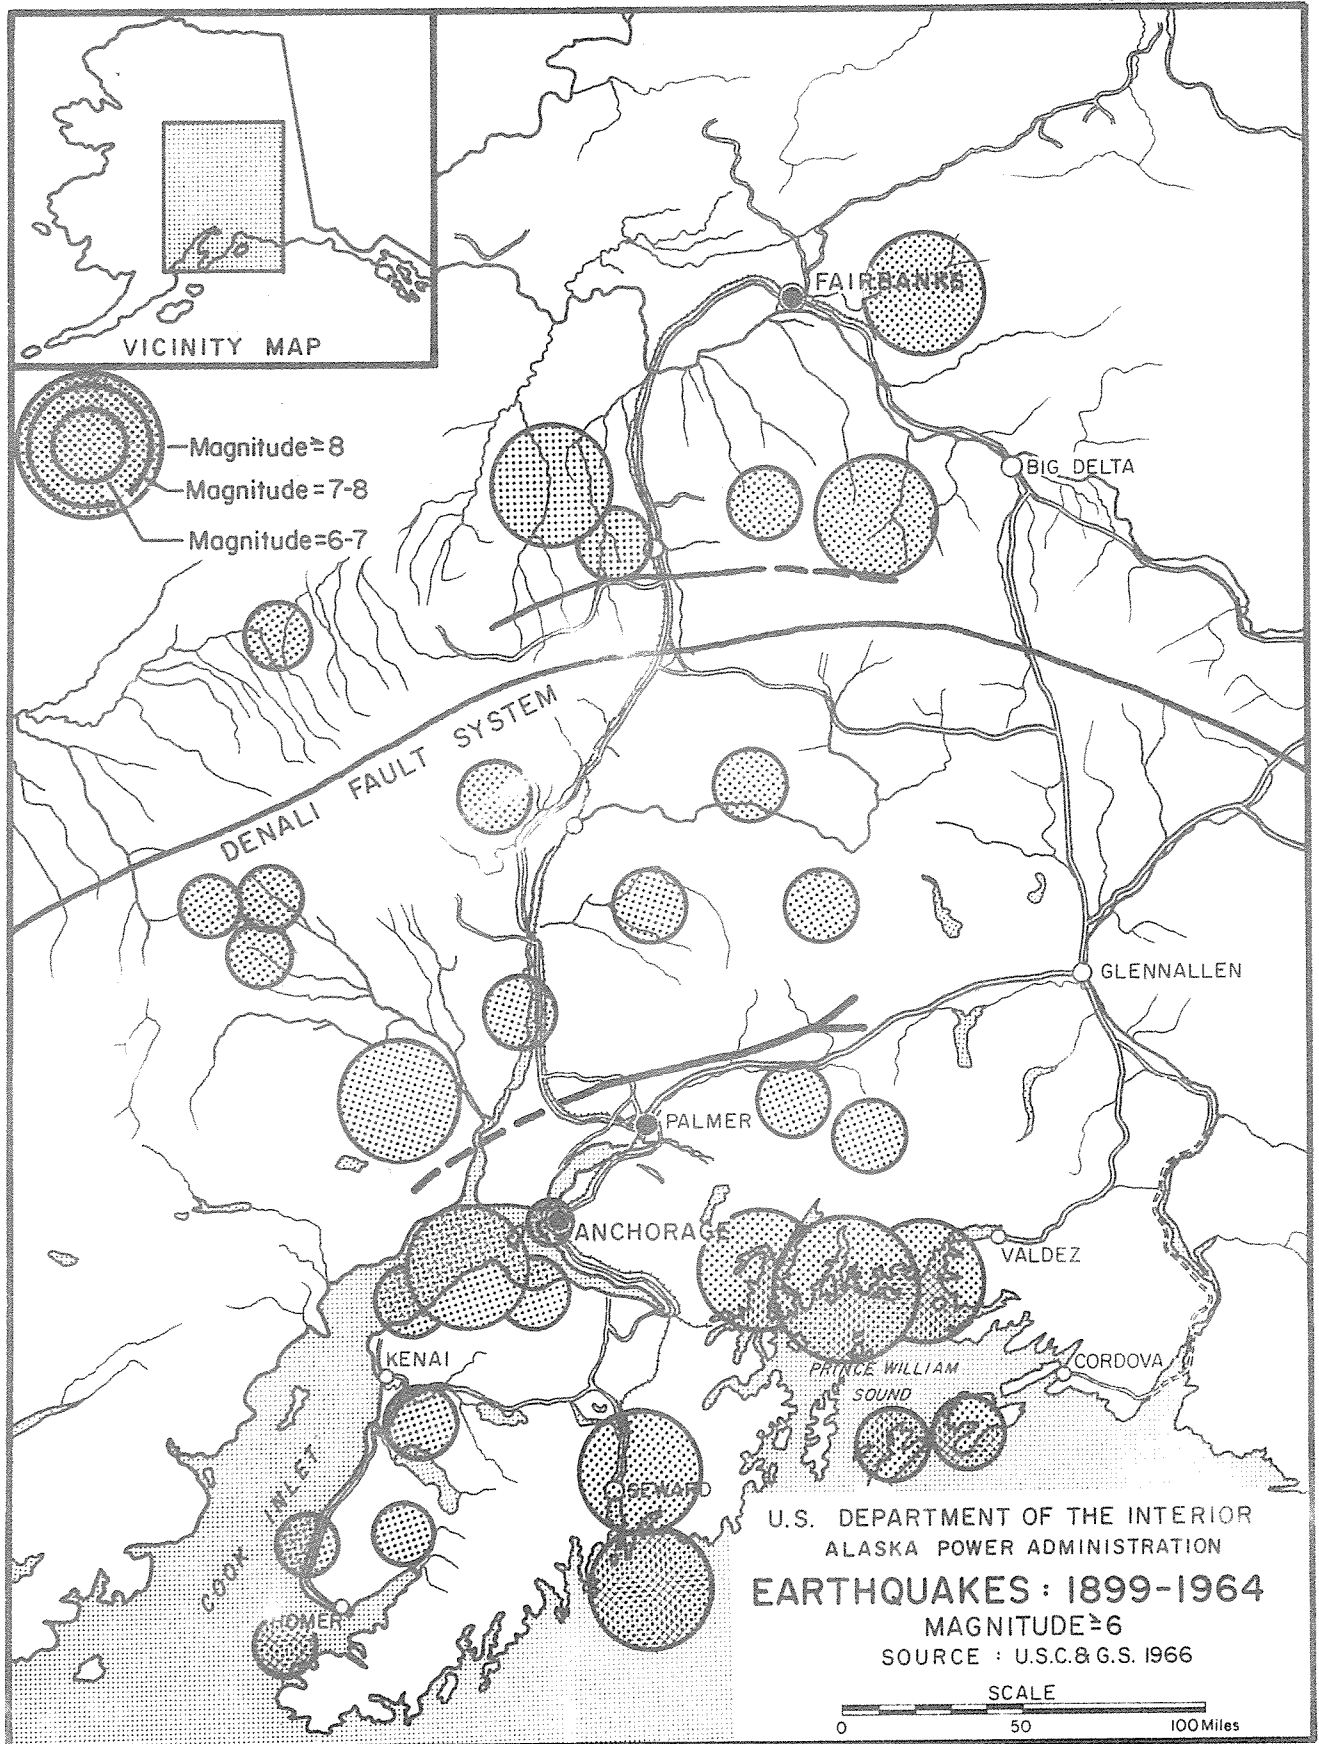 VICINITY MAP
Magnitude≥8
Magnitude=7-8
Magnitude=6-7
FAIRBANKS
BIG DELTA
DENALI FAULT SYSTEM
GLENNALLEN
PALMER
ANCHORAGE
VALDEZ
KENAI
PRINCE WILLIAM
SOUND
CORDOVA
COOK INLET
SEWARD
HOMER
U.S. DEPARTMENT OF THE INTERIOR
ALASKA POWER ADMINISTRATION
EARTHQUAKES : 1899-1964
MAGNITUDE≥6
SOURCE : U.S.C.& G.S. 1966
SCALE
0 50 100 Miles